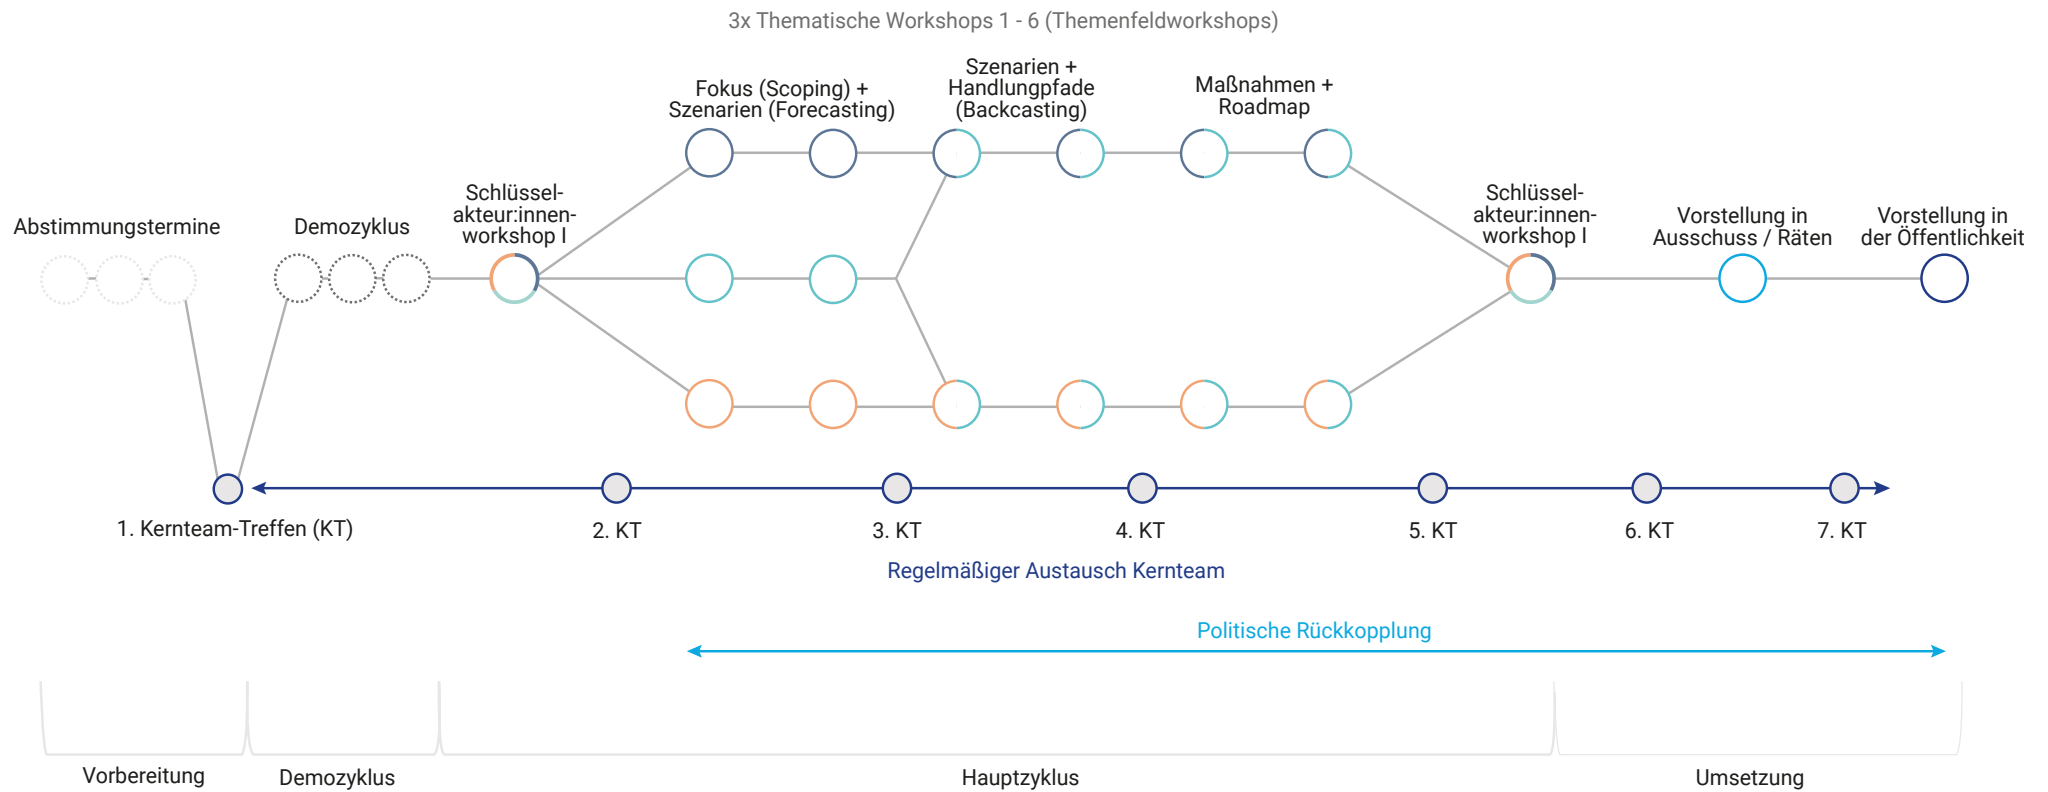 3x Thematische Workshops 1 - 6 (Themenfeldworkshops)
Fokus (Scoping) +
Szenarien (Forecasting)
Szenarien +
Handlungpfade
(Backcasting)
Maßnahmen +
Roadmap
Abstimmungstermine
Demozyklus
Schlüssel-
akteur:innen-
workshop I
Schlüssel-
akteur:innen-
workshop I
Vorstellung in
Ausschuss / Räten
Vorstellung in
der Öffentlichkeit
1. Kernteam-Treffen (KT)
2. KT
3. KT
4. KT
5. KT
6. KT
7. KT
Regelmäßiger Austausch Kernteam
Politische Rückkopplung
Vorbereitung
Demozyklus
Hauptzyklus
Umsetzung